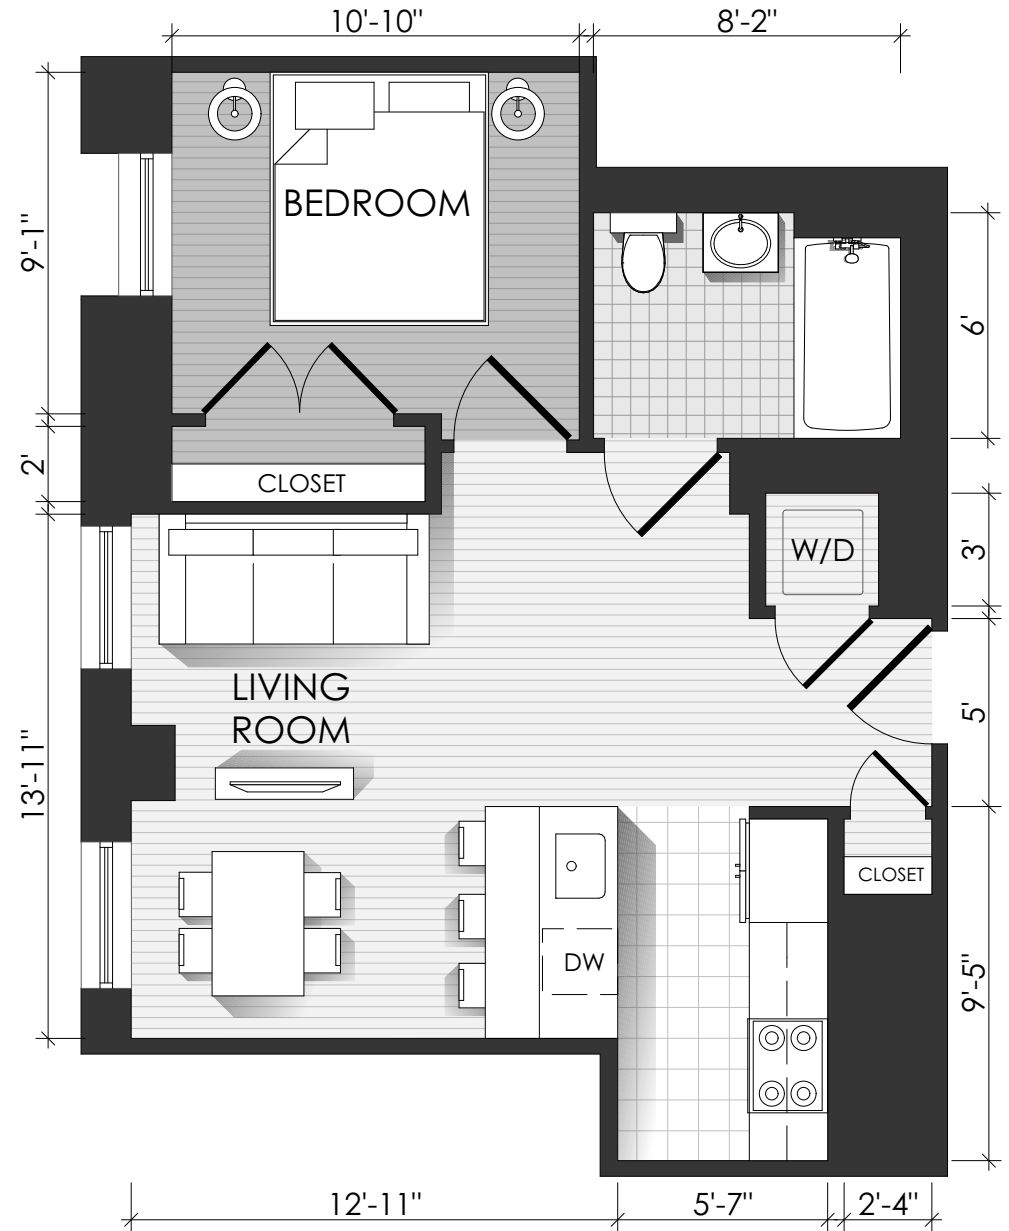 10'-10"
8'-2"
9'-1"
BEDROOM
6'
2'
CLOSET
3'
W/D
LIVING
ROOM
5'
13'-11"
CLOSET
DW
9'-5"
12'-11"
5'-7"
2'-4"